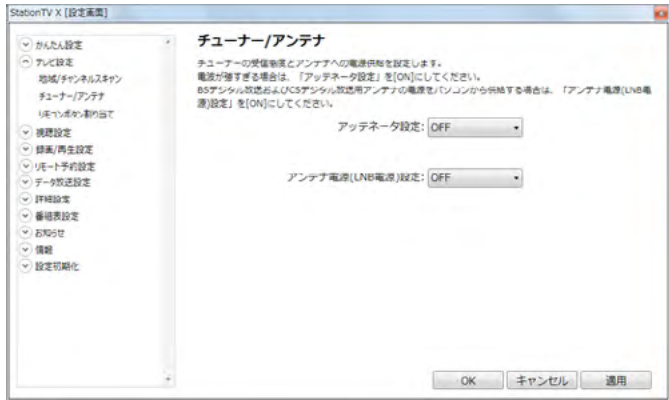 StationTV X [設定画面]
かんたん設定
テレビ設定
地域/チャンネルスキャン
チューナー/アンテナ
リモコンボタン割り当て
視聴設定
録画/再生設定
リモート予約設定
データ放送設定
詳細設定
番組表設定
お知らせ
情報
設定初期化
チューナー/アンテナ
チューナーの受信感度とアンテナへの電源供給を設定します。
電波が強すぎる場合は、「アッテネータ設定」を[ON]にしてください。
BSデジタル放送およびCSデジタル放送用アンテナの電源をパソコンから供給する場合は、「アンテナ電源(LNB電
源)設定」を[ON]にしてください。
アッテネータ設定: OFF
アンテナ電源(LNB電源)設定: OFF
OK キャンセル 適用